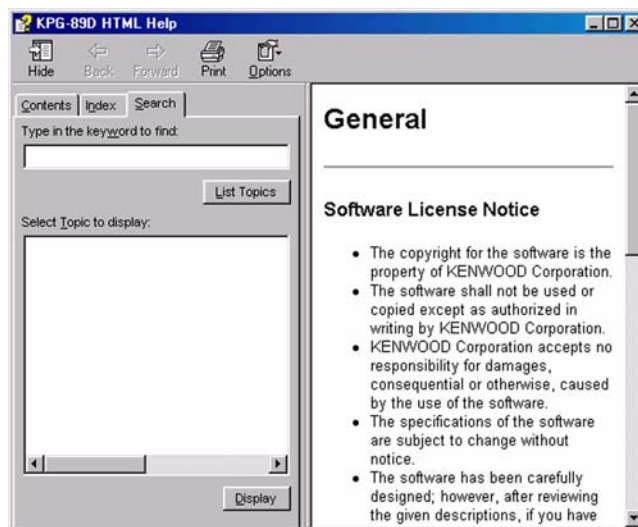 KPG-89D HTML Help
Hide Back Forward Print Options
Contents Index Search
Type in the keyword to find:
List Topics
Select Topic to display:
Display
General
Software License Notice
• The copyright for the software is the
property of KENWOOD Corporation.
• The software shall not be used or
copied except as authorized in
writing by KENWOOD Corporation.
• KENWOOD Corporation accepts no
responsibility for damages,
consequential or otherwise, caused
by the use of the software.
• The specifications of the software
are subject to change without
notice.
• The software has been carefully
designed; however, after reviewing
the given descriptions, if you have